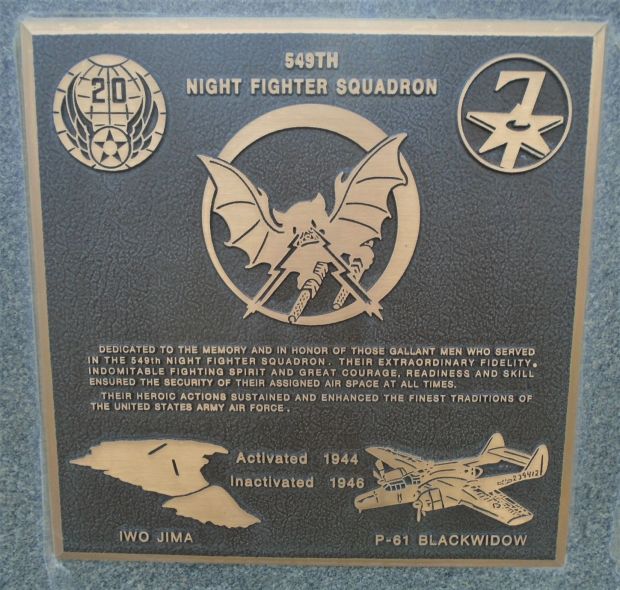 549TH
NIGHT FIGHTER SQUADRON
20
7
DEDICATED TO THE MEMORY AND IN HONOR OF THOSE GALLANT MEN WHO SERVED
IN THE 549th NIGHT FIGHTER SQUADRON. THEIR EXTRAORDINARY FIDELITY,
INDOMITABLE FIGHTING SPIRIT AND GREAT COURAGE, READINESS AND SKILL
ENSURED THE SECURITY OF THEIR ASSIGNED AIR SPACE AT ALL TIMES.
THEIR HEROIC ACTIONS SUSTAINED AND ENHANCED THE FINEST TRADITIONS OF
THE UNITED STATES ARMY AIR FORCE.
Activated 1944
Inactivated 1946
239412
IWO JIMA
P-61 BLACKWIDOW